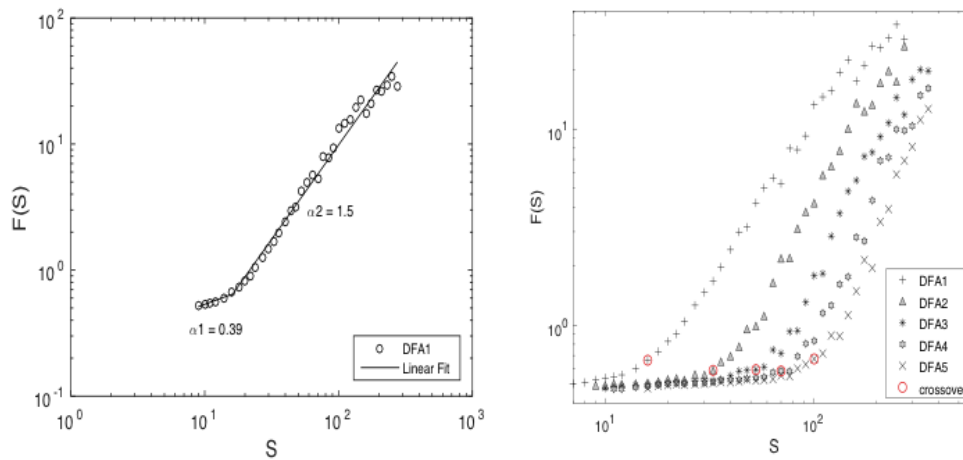 10^2
10^1
10^0
10^-1
F(S)
α2 = 1.5
α1 = 0.39
DFA1
Linear Fit
10^0
10^1
10^2
10^3
S
10^1
10^0
F(S)
DFA1
DFA2
DFA3
DFA4
DFA5
crossover
10^1
10^2
S